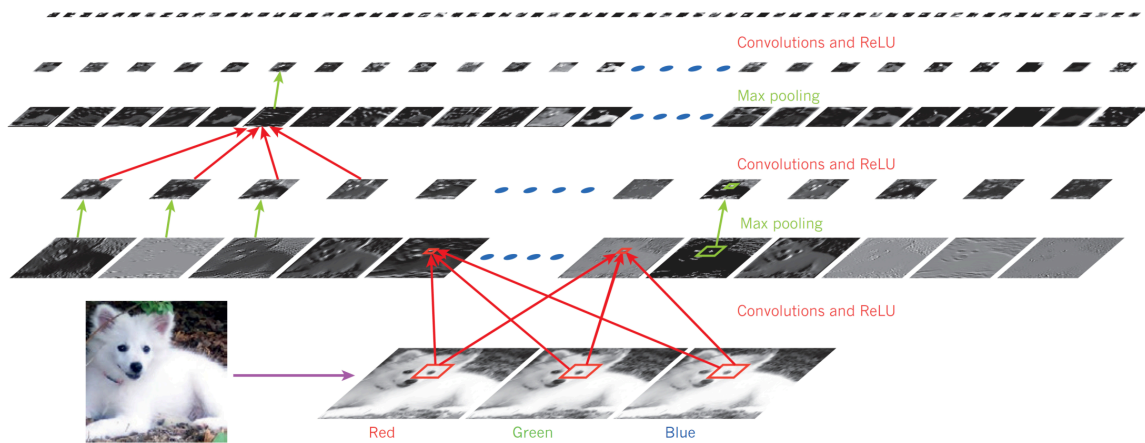 Convolutions and ReLU
Max pooling
Convolutions and ReLU
Max pooling
Convolutions and ReLU
Red Green Blue